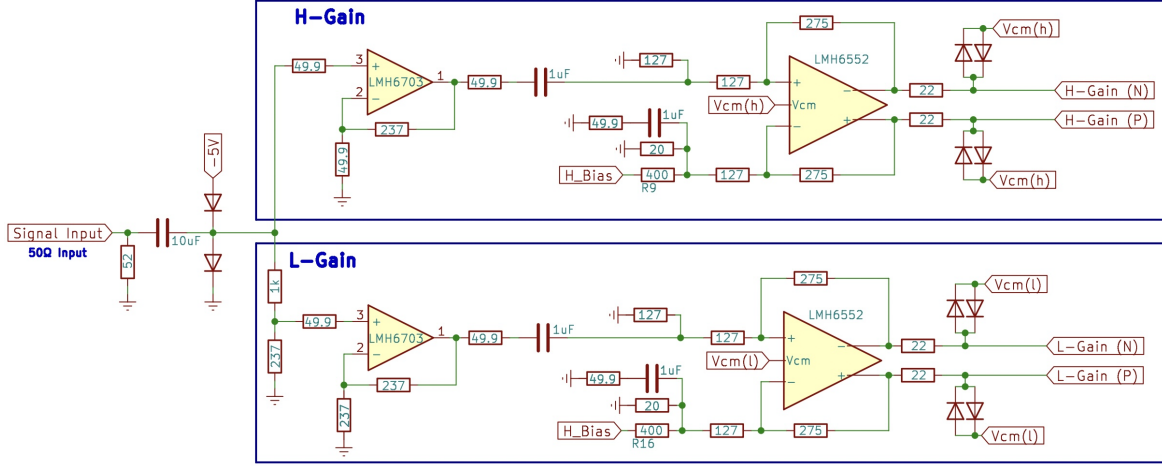 H-Gain
275
Vcm(h)
127
LMH6552
49.9
3
+
LMH6703
1
49.9
1uF
127
+
−
22
H-Gain (N)
2
−
Vcm(h)
Vcm
1uF
49.9
237
+
22
H-Gain (P)
−
20
49.9
H_Bias
400
R9
127
275
Vcm(h)
-5V
Signal Input
50Ω Input
10uF
52
L-Gain
1k
275
Vcm(l)
127
LMH6552
49.9
3
+
LMH6703
1
49.9
1uF
127
+
−
22
L-Gain (N)
2
−
Vcm(l)
Vcm
237
1uF
49.9
237
+
22
L-Gain (P)
−
20
237
H_Bias
400
R16
127
275
Vcm(l)